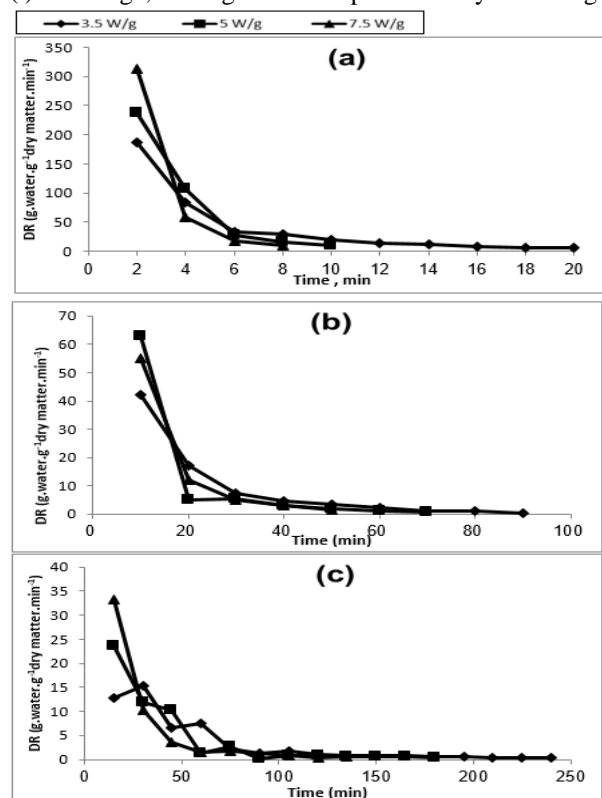 3.5 W/g 5 W/g 7.5 W/g
(a)
DR (g.water.g⁻¹dry matter.min⁻¹)
350
300
250
200
150
100
50
0
0 2 4 6 8 10 12 14 16 18 20
Time , min
(b)
DR (g.water.g⁻¹dry matter.min⁻¹)
70
60
50
40
30
20
10
0
0 20 40 60 80 100
Time (min)
(c)
DR (g.water.g⁻¹dry matter.min⁻¹)
40
35
30
25
20
15
10
5
0
0 50 100 150 200 250
Time (min)